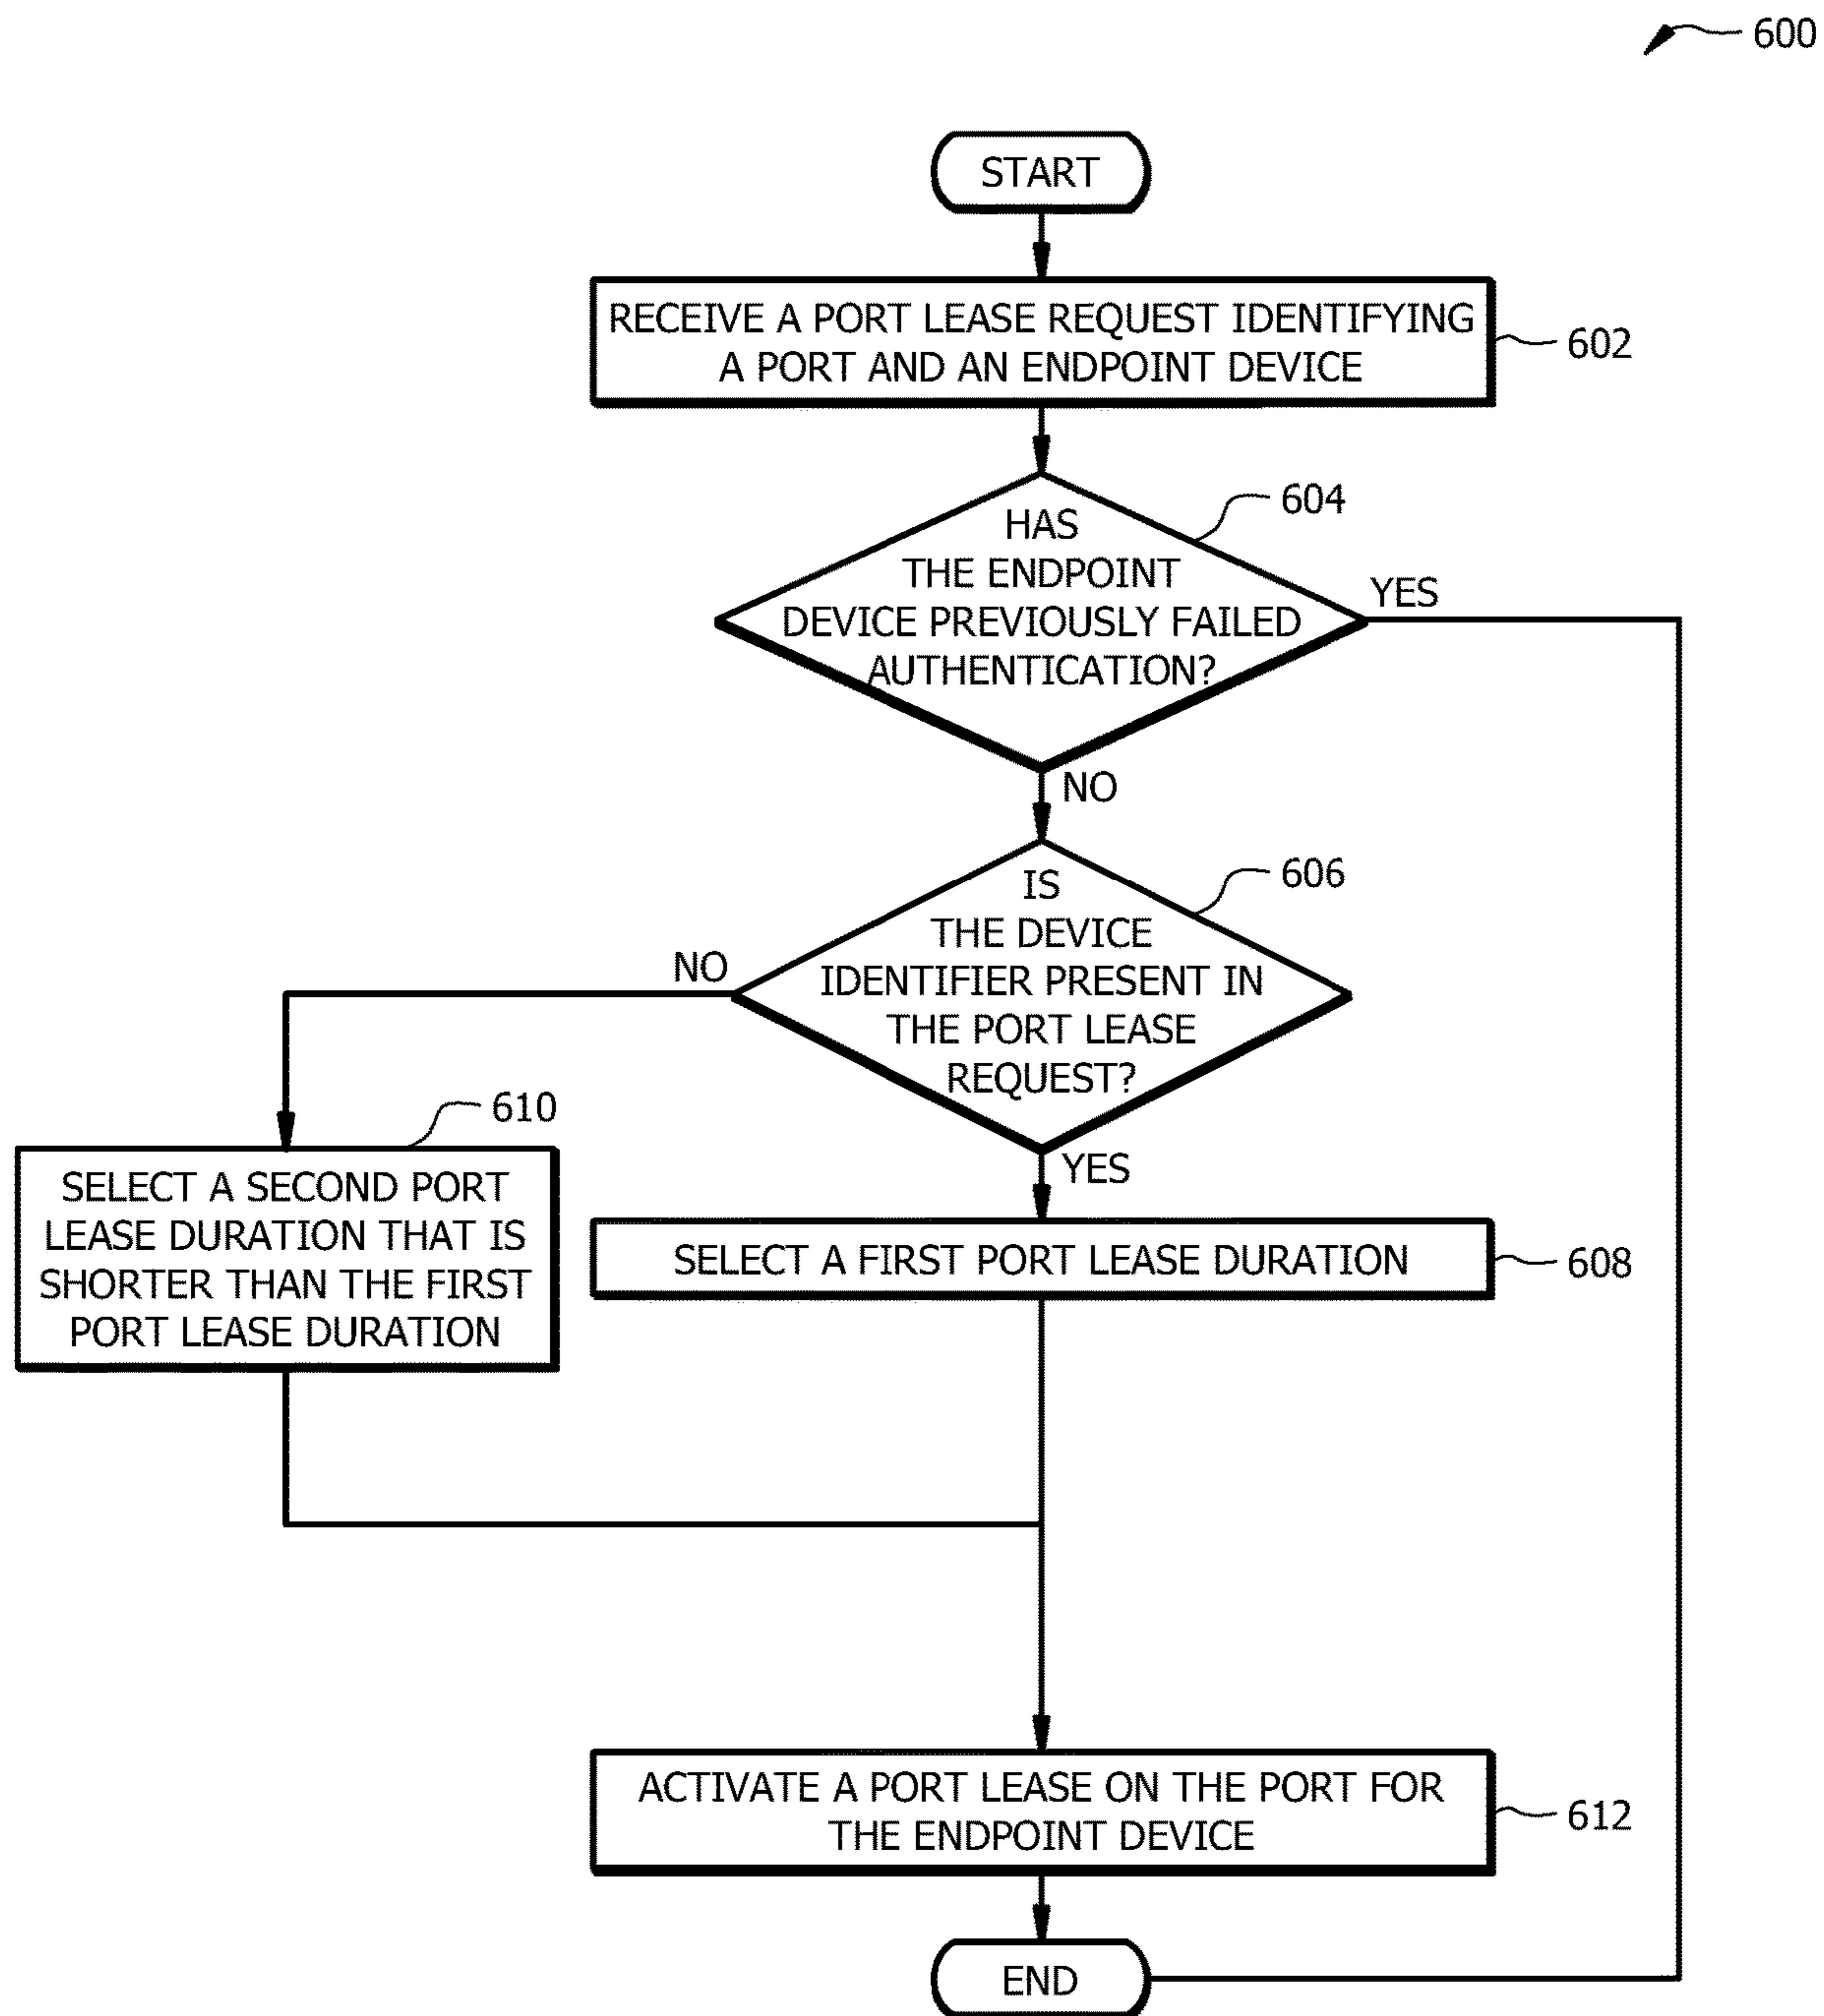 600
START
RECEIVE A PORT LEASE REQUEST IDENTIFYING
A PORT AND AN ENDPOINT DEVICE
602
604
HAS
THE ENDPOINT
DEVICE PREVIOUSLY FAILED
AUTHENTICATION?
YES
NO
606
IS
THE DEVICE
IDENTIFIER PRESENT IN
THE PORT LEASE
REQUEST?
NO
YES
610
SELECT A SECOND PORT
LEASE DURATION THAT IS
SHORTER THAN THE FIRST
PORT LEASE DURATION
SELECT A FIRST PORT LEASE DURATION
608
ACTIVATE A PORT LEASE ON THE PORT FOR
THE ENDPOINT DEVICE
612
END